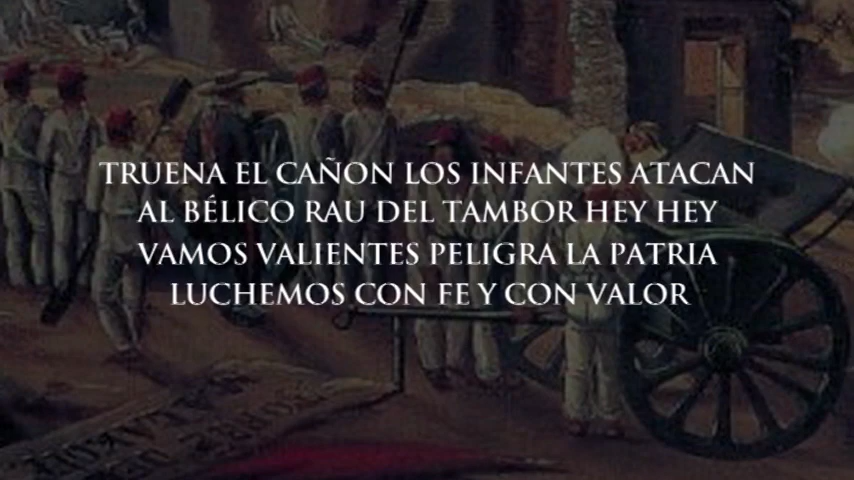 TRUENA EL CAÑON LOS INFANTES ATACAN
AL BÉLICO RAU DEL TAMBOR HEY HEY
VAMOS VALIENTES PELIGRA LA PATRIA
LUCHEMOS CON FE Y CON VALOR